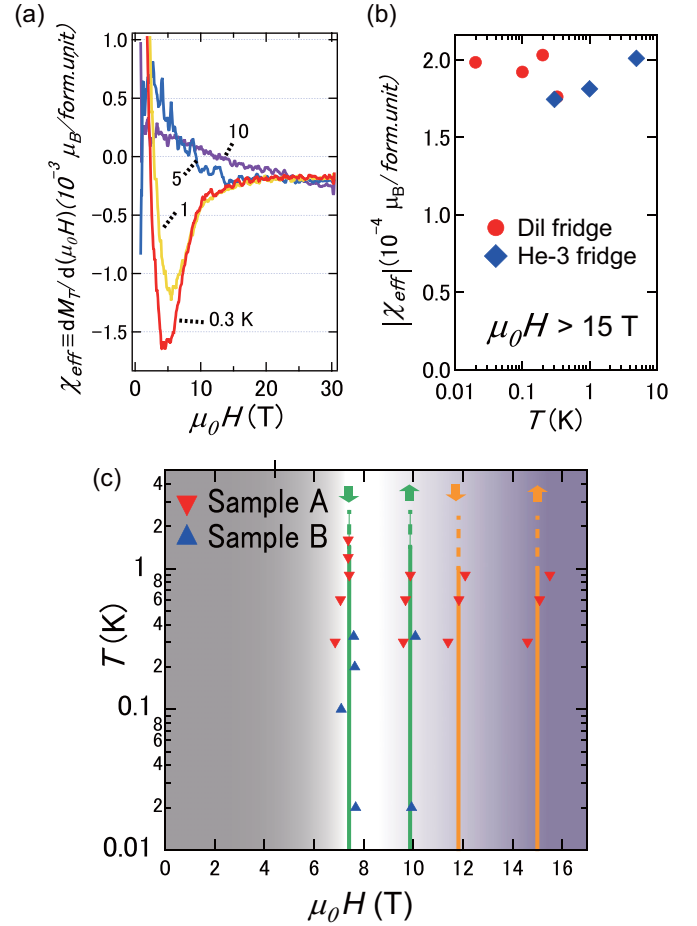 (a)
1.0
0.5
0.0
−0.5
−1.0
−1.5
χeff ≡ dMT / d(μ0H) (10−3 μB / form.unit)
10
5
1
0.3 K
0 10 20 30
μ0H (T)
(b)
2.0
1.5
1.0
2.0
0.0
|χeff| (10−4 μB / form.unit)
Dil fridge
He-3 fridge
μ0H > 15 T
0.01 0.1 1 10
T (K)
(c)
Sample A
Sample B
4
2
1
8
6
4
2
0.1
8
6
4
2
0.01
T (K)
0 2 4 6 8 10 12 14 16
μ0H (T)